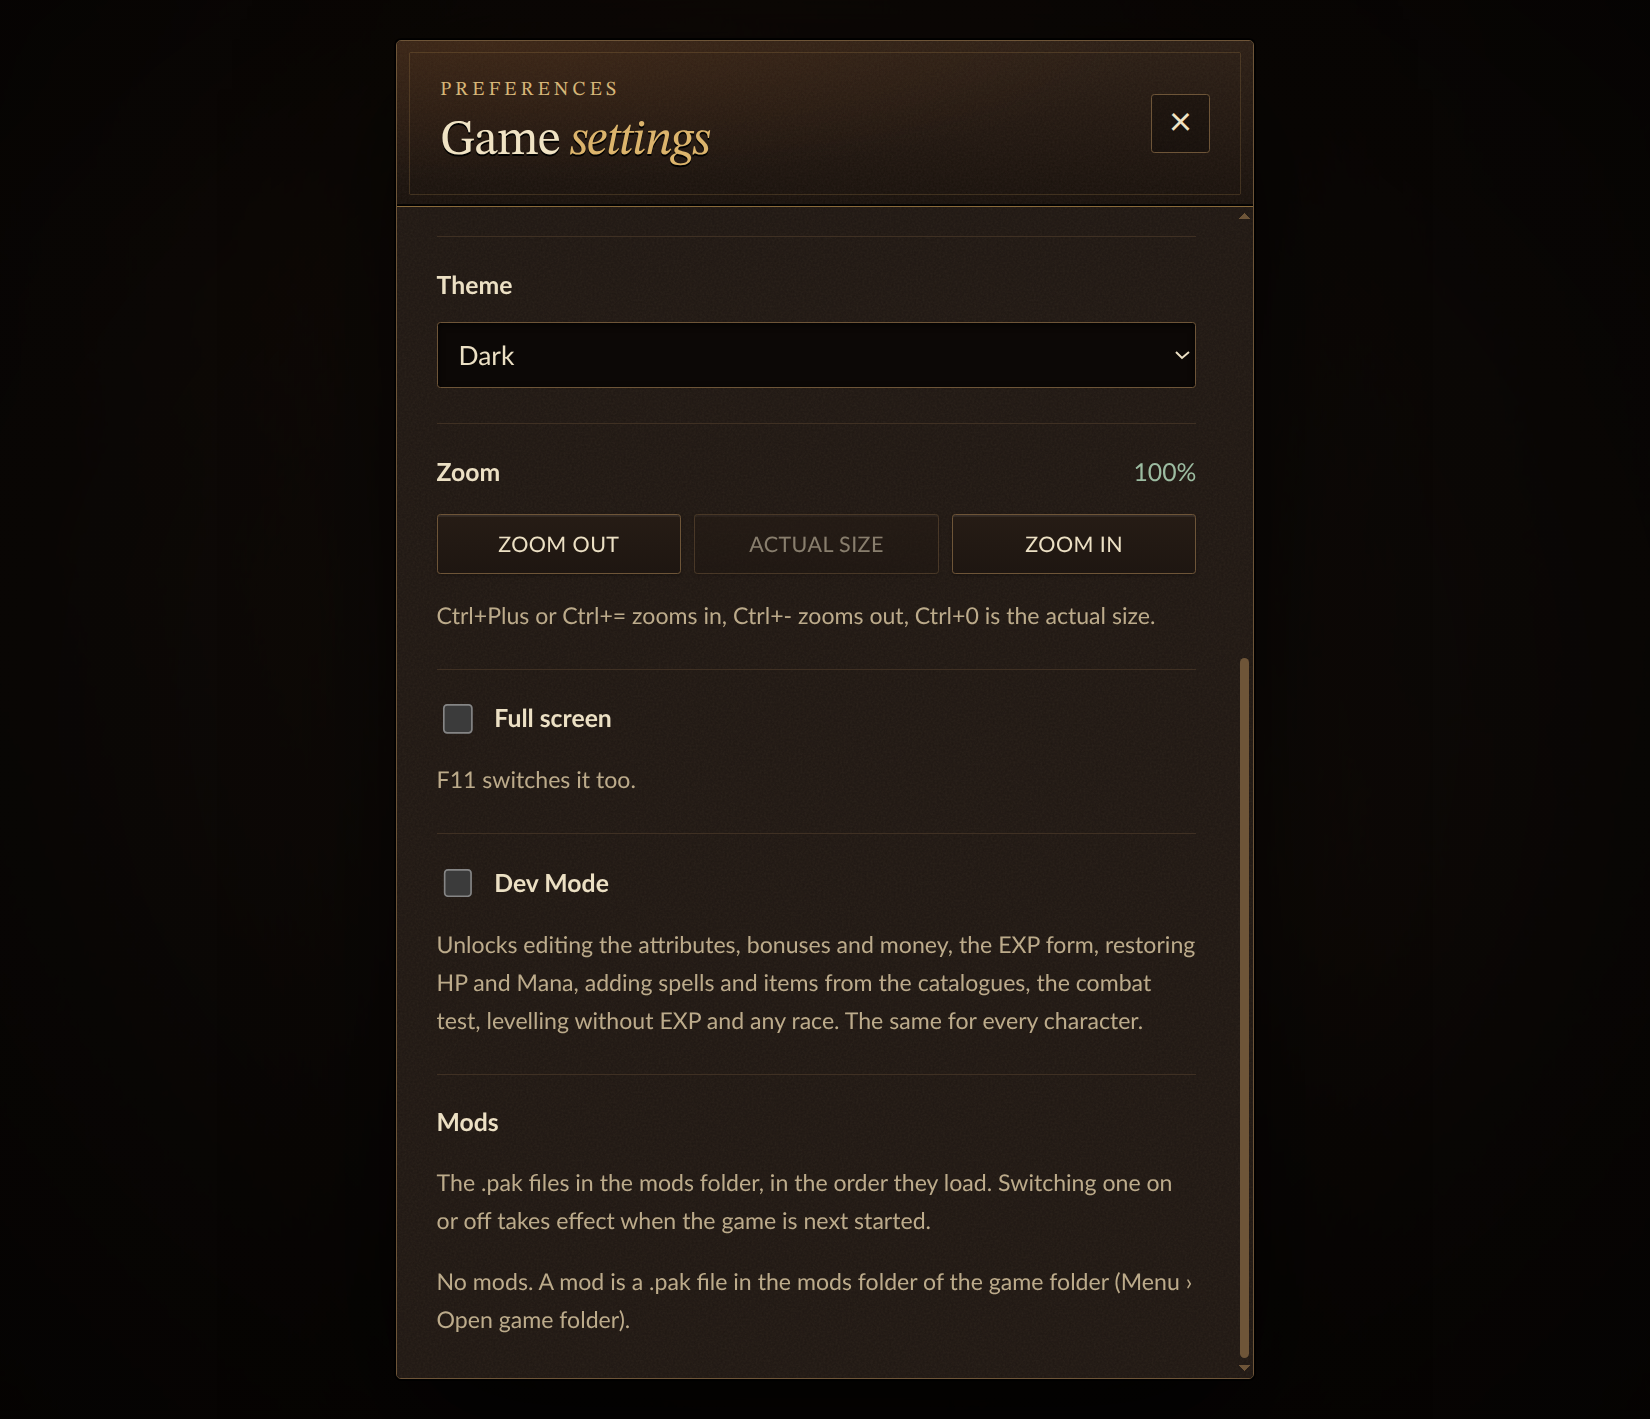 PREFERENCES
Game settings
Theme
Dark
Zoom
100%
ZOOM OUT
ACTUAL SIZE
ZOOM IN
Ctrl+Plus or Ctrl+= zooms in, Ctrl+- zooms out, Ctrl+0 is the actual size.
Full screen
F11 switches it too.
Dev Mode
Unlocks editing the attributes, bonuses and money, the EXP form, restoring
HP and Mana, adding spells and items from the catalogues, the combat
test, levelling without EXP and any race. The same for every character.
Mods
The .pak files in the mods folder, in the order they load. Switching one on
or off takes effect when the game is next started.
No mods. A mod is a .pak file in the mods folder of the game folder (Menu ›
Open game folder).